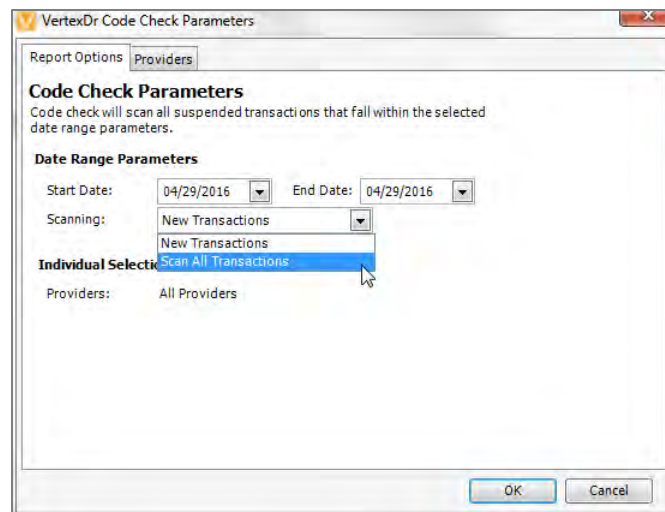 VertexDr Code Check Parameters
Report Options Providers
Code Check Parameters
Code check will scan all suspended transactions that fall within the selected
date range parameters.
Date Range Parameters
Start Date: 04/29/2016 End Date: 04/29/2016
Scanning: New Transactions
New Transactions
Individual Selectio Scan All Transactions
Providers: All Providers
OK Cancel